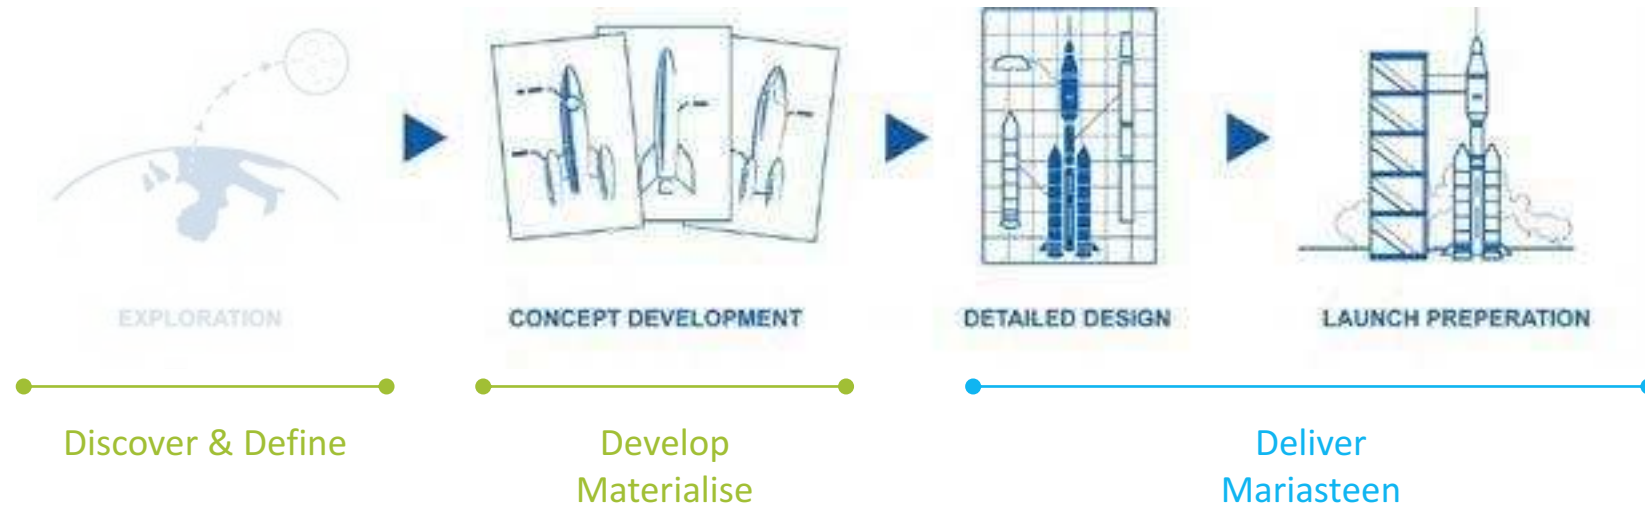 EXPLORATION
CONCEPT DEVELOPMENT
DETAILED DESIGN
LAUNCH PREPERATION
Discover & Define
Develop
Materialise
Deliver
Mariasteen